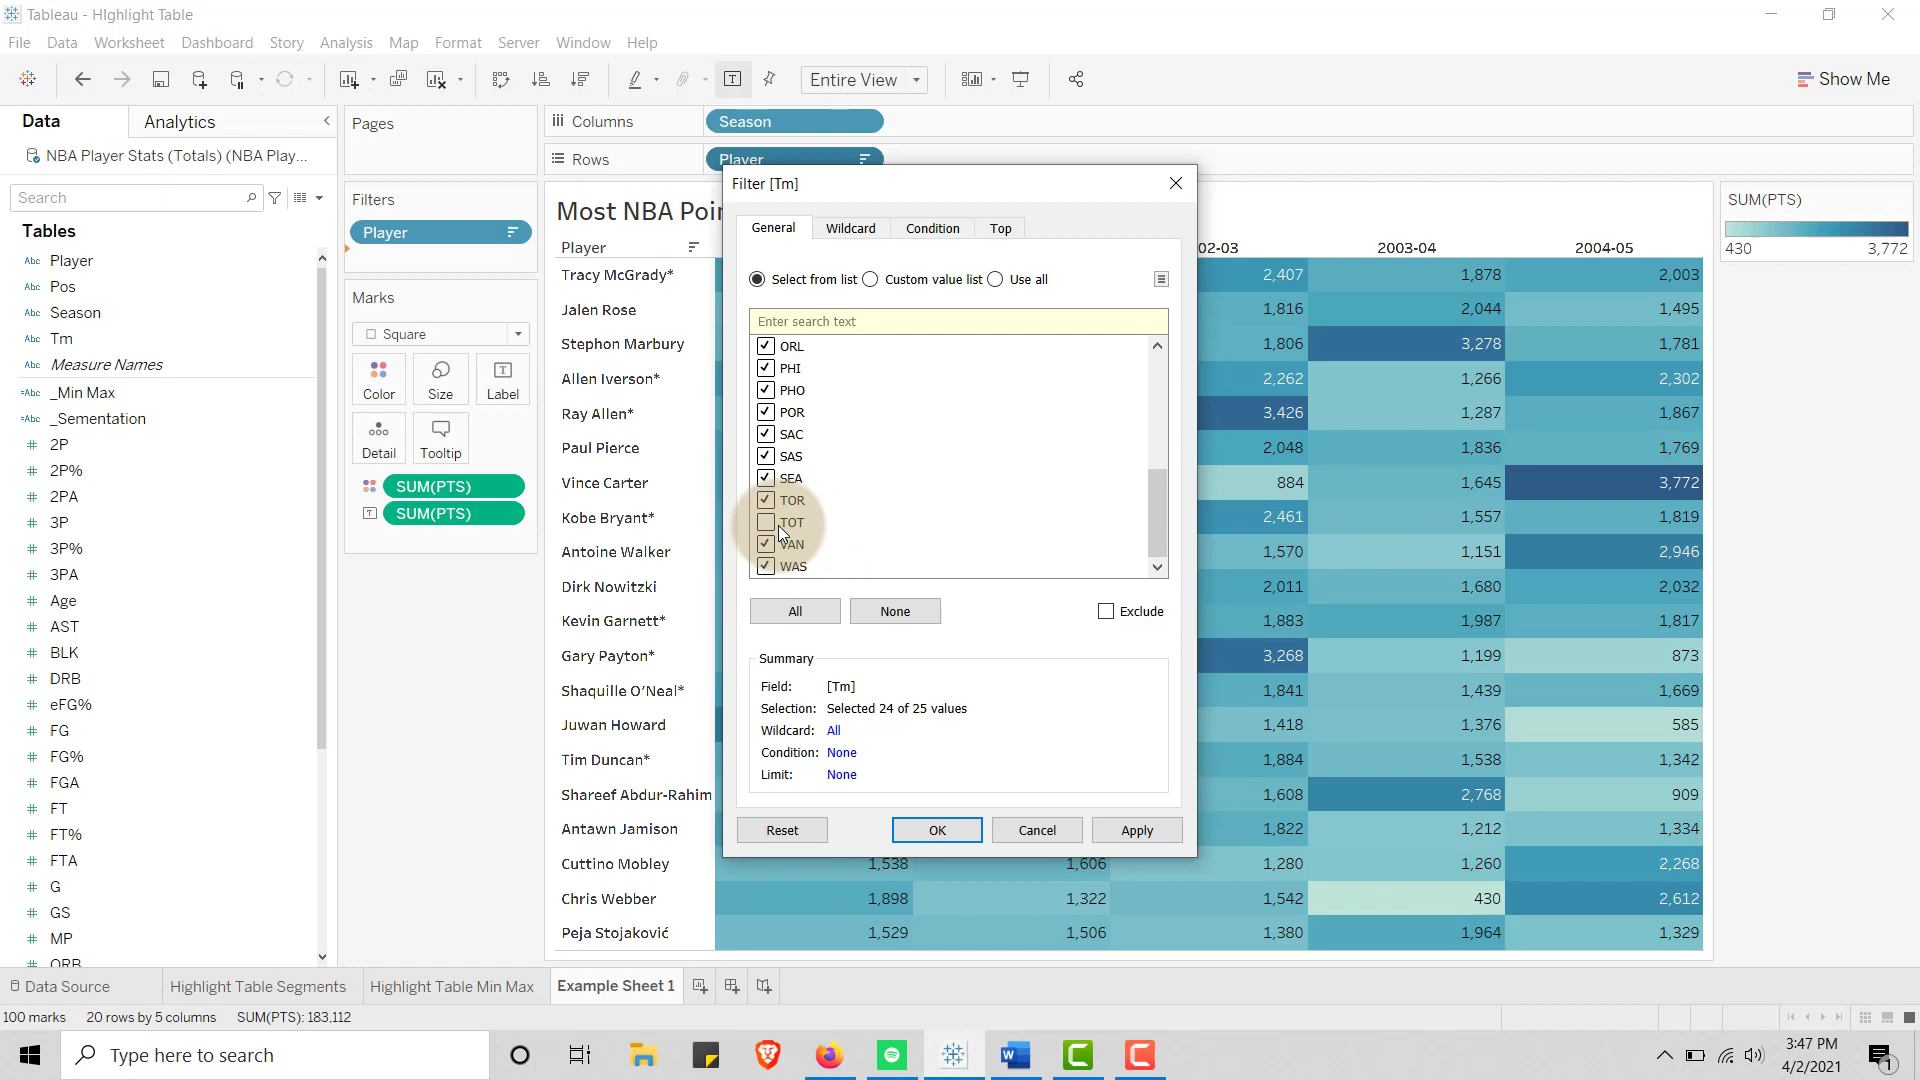 Tableau - HIghlight Table
File Data Worksheet Dashboard Story Analysis Map Format Server Window Help
Entire View
Show Me
Data
Analytics
NBA Player Stats (Totals) (NBA Play...
Search
Tables
Abc Player
Abc Pos
Abc Season
Abc Tm
Abc Measure Names
=Abc _Min Max
=Abc _Sementation
# 2P
# 2P%
# 2PA
# 3P
# 3P%
# 3PA
# Age
# AST
# BLK
# DRB
# eFG%
# FG
# FG%
# FGA
# FT
# FT%
# FTA
# G
# GS
# MP
# ORB
Pages
Filters
Player
Marks
Square
Color
Size
Label
Detail
Tooltip
SUM(PTS)
SUM(PTS)
Columns
Season
Rows
Player
Most NBA Poin
Player 02-03 2003-04 2004-05
Tracy McGrady* 2,407 1,878 2,003
Jalen Rose 1,816 2,044 1,495
Stephon Marbury 1,806 3,278 1,781
Allen Iverson* 2,262 1,266 2,302
Ray Allen* 3,426 1,287 1,867
Paul Pierce 2,048 1,836 1,769
Vince Carter 884 1,645 3,772
Kobe Bryant* 2,461 1,557 1,819
Antoine Walker 1,570 1,151 2,946
Dirk Nowitzki 2,011 1,680 2,032
Kevin Garnett* 1,883 1,987 1,817
Gary Payton* 3,268 1,199 873
Shaquille O'Neal* 1,841 1,439 1,669
Juwan Howard 1,418 1,376 585
Tim Duncan* 1,884 1,538 1,342
Shareef Abdur-Rahim 1,608 2,768 909
Antawn Jamison 1,822 1,212 1,334
Cuttino Mobley 1,538 1,606 1,280 1,260 2,268
Chris Webber 1,898 1,322 1,542 430 2,612
Peja Stojaković 1,529 1,506 1,380 1,964 1,329
Filter [Tm]
General
Wildcard
Condition
Top
Select from list
Custom value list
Use all
Enter search text
ORL
PHI
PHO
POR
SAC
SAS
SEA
TOR
TOT
VAN
WAS
All
None
Exclude
Summary
Field: [Tm]
Selection: Selected 24 of 25 values
Wildcard: All
Condition: None
Limit: None
Reset
OK
Cancel
Apply
SUM(PTS)
430 3,772
Data Source
Highlight Table Segments
Highlight Table Min Max
Example Sheet 1
100 marks 20 rows by 5 columns SUM(PTS): 183,112
Type here to search
3:47 PM
4/2/2021
1